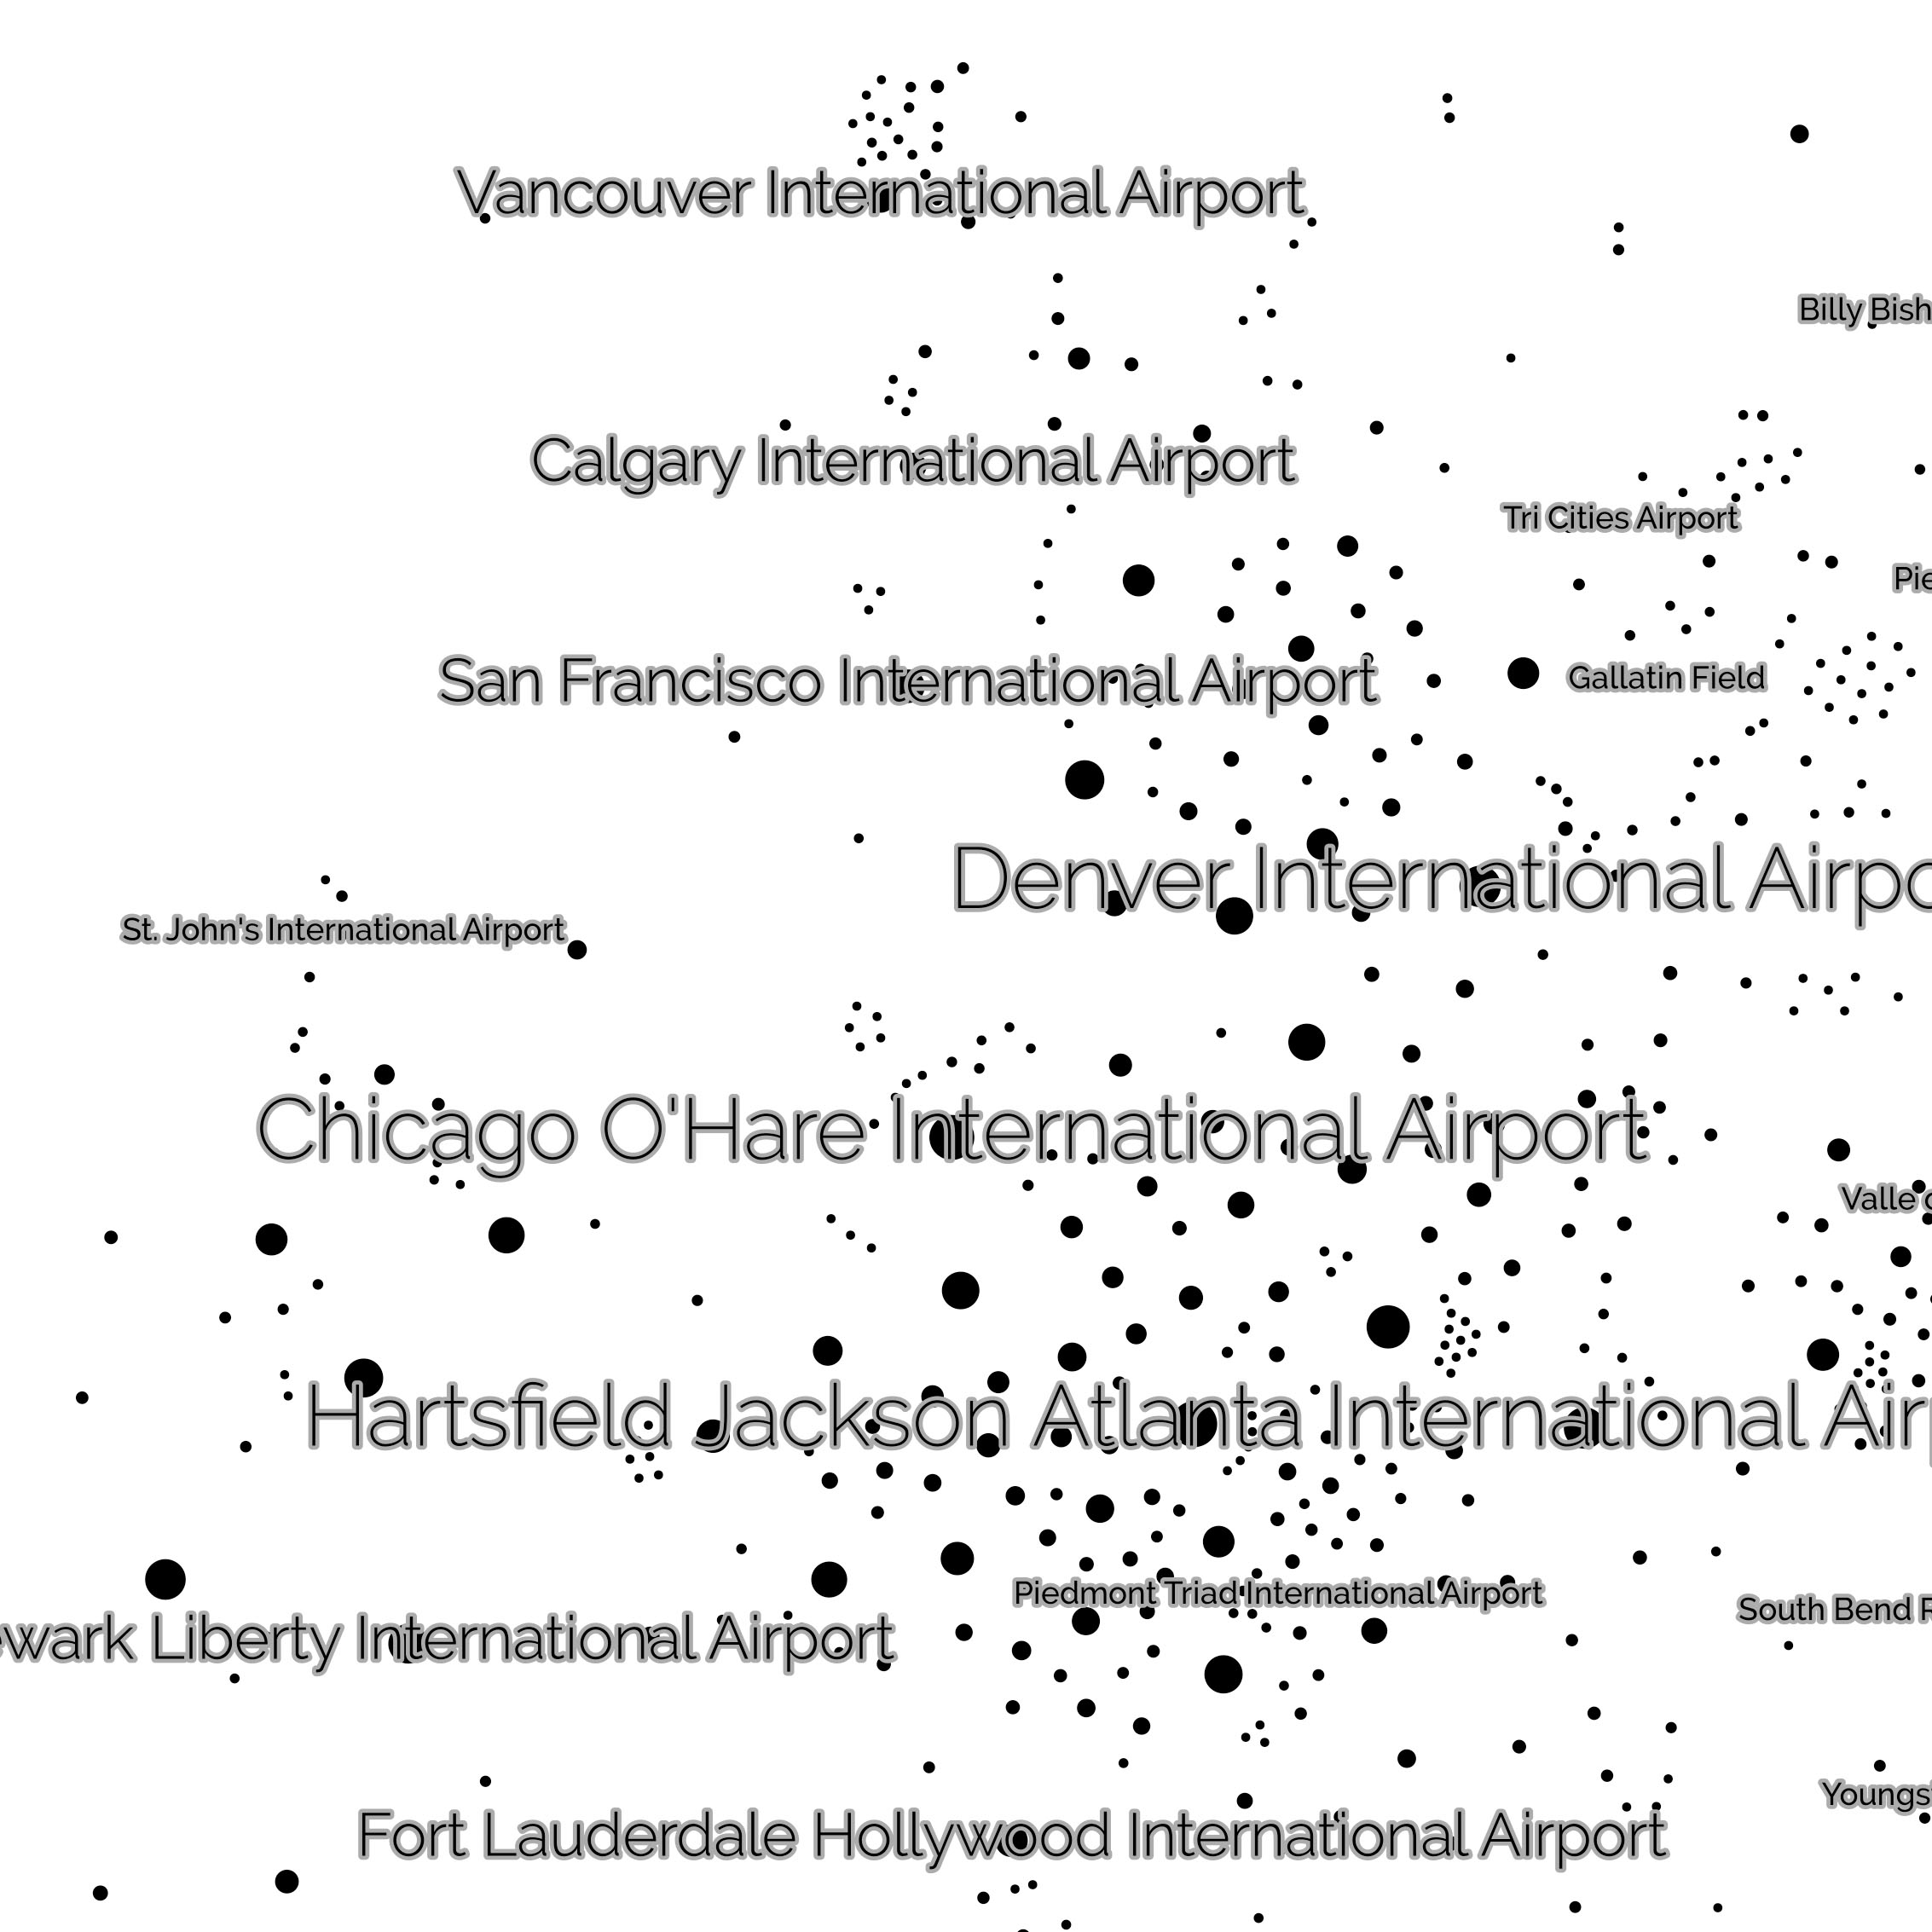 Vancouver International Airport
Billy Bish
Calgary International Airport
Tri Cities Airport
Pie
San Francisco International Airport
Gallatin Field
Denver International Airpo
St. John's International Airport
Chicago O'Hare International Airport
Valle
Hartsfield Jackson Atlanta International Air
Piedmont Triad International Airport
South Bend R
wark Liberty International Airport
Youngs
Fort Lauderdale Hollywood International Airport